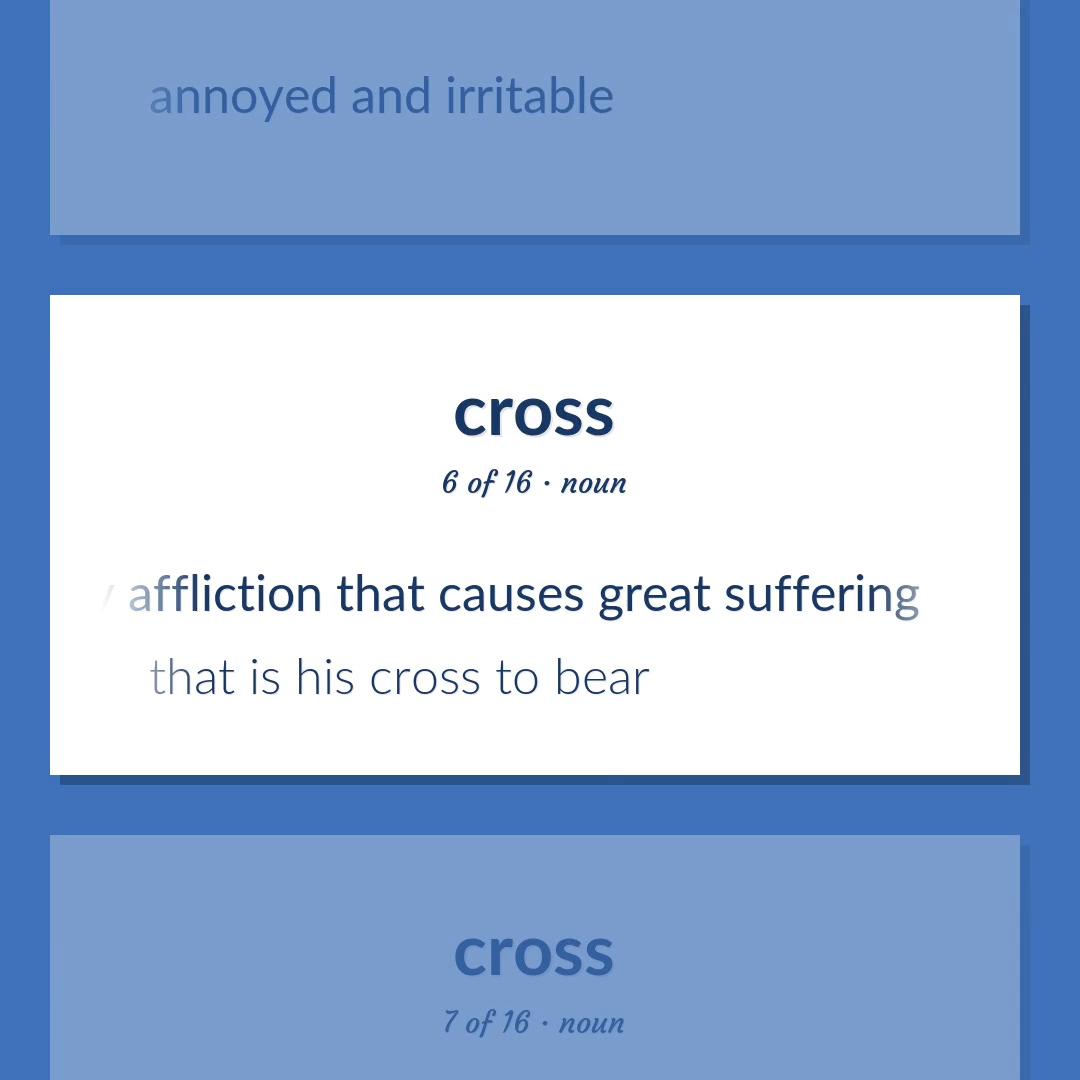 annoyed and irritable
cross
6 of 16 · noun
affliction that causes great suffering
that is his cross to bear
cross
7 of 16 · noun